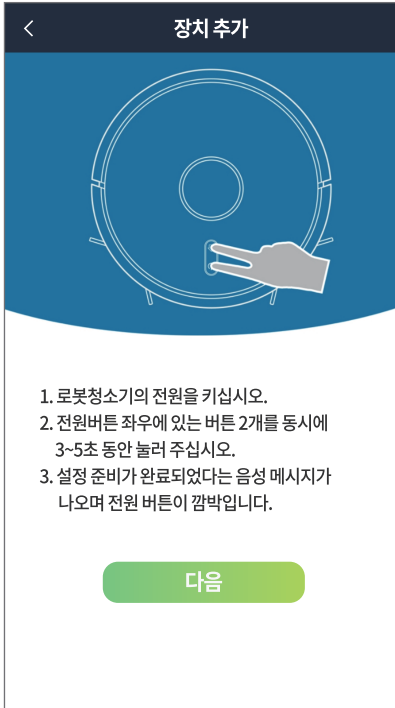 장치 추가
1. 로봇청소기의 전원을 키십시오.
2. 전원버튼 좌우에 있는 버튼 2개를 동시에
3~5초 동안 눌러 주십시오.
3. 설정 준비가 완료되었다는 음성 메시지가
나오며 전원 버튼이 깜박입니다.
다음